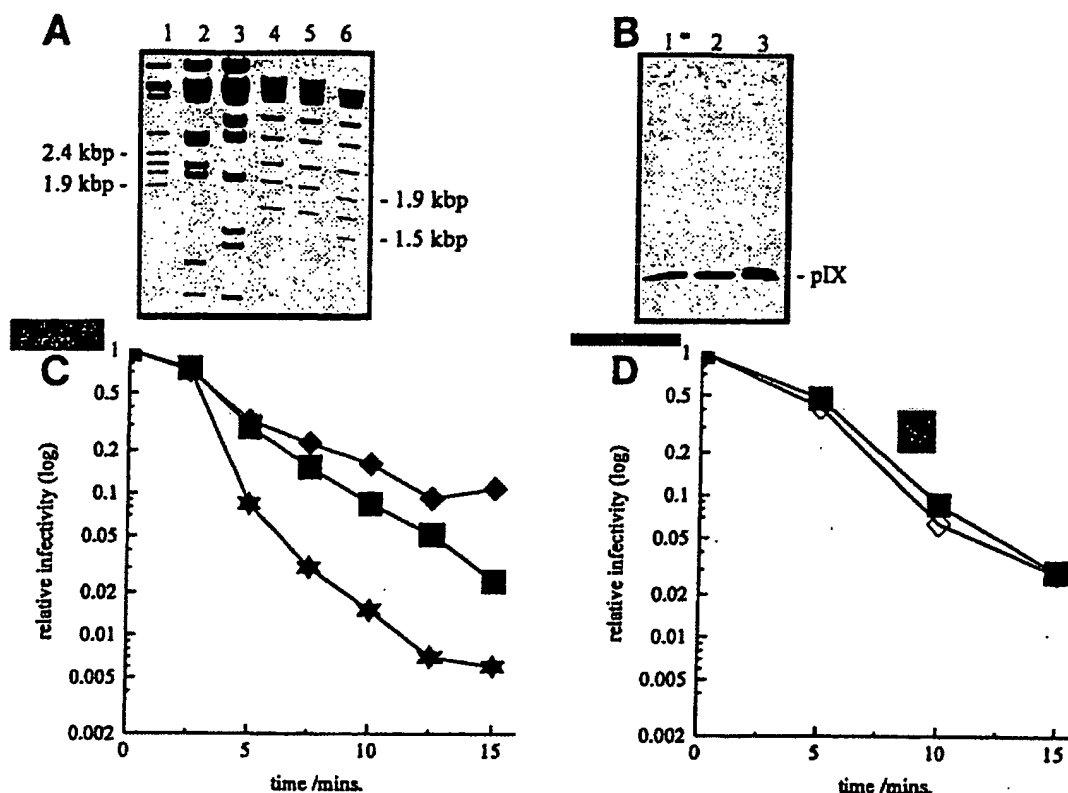 A
1 2 3 4 5 6
2.4 kbp -
1.9 kbp -
- 1.9 kbp
- 1.5 kbp
B
1 2 3
- pIX
C
1
0.5
0.2
0.1
0.05
0.02
0.01
0.005
0.002
relative infectivity (log)
0 5 10 15
time /mins.
D
1
0.5
0.2
0.1
0.05
0.02
0.01
0.005
0.002
relative infectivity (log)
0 5 10 15
time /mins.